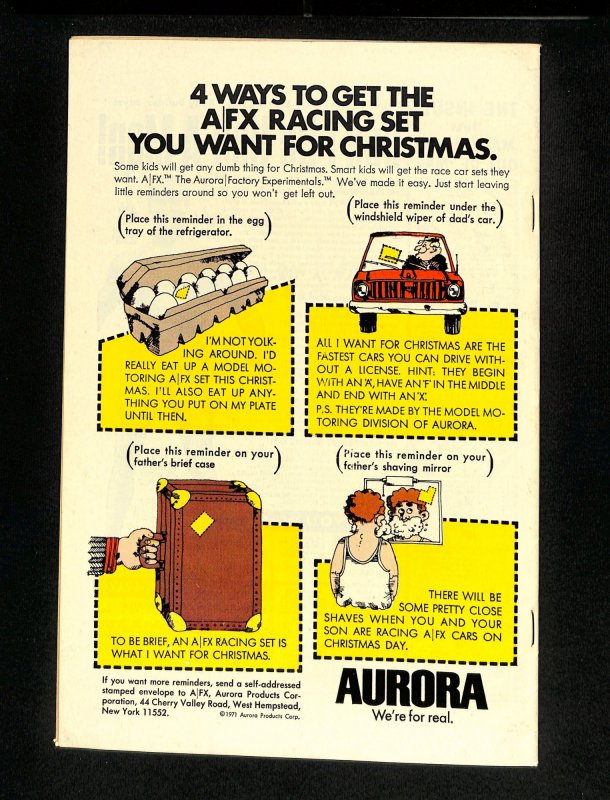 4 WAYS TO GET THE
A|FX RACING SET
YOU WANT FOR CHRISTMAS.
Some kids will get any dumb thing for Christmas. Smart kids will get the race car sets they
want. A|FX.™ The Aurora|Factory Experimentals.™ We've made it easy. Just start leaving
little reminders around so you won't get left out.
(Place this reminder in the egg
tray of the refrigerator.)
I'M NOT YOLK-
ING AROUND. I'D
REALLY EAT UP A MODEL MO-
TORING A|FX SET THIS CHRIST-
MAS. I'LL ALSO EAT UP ANY-
THING YOU PUT ON MY PLATE
UNTIL THEN.
(Place this reminder under the
windshield wiper of dad's car.)
ALL I WANT FOR CHRISTMAS ARE THE
FASTEST CARS YOU CAN DRIVE WITH-
OUT A LICENSE. HINT: THEY BEGIN
WITH AN 'A', HAVE AN 'F' IN THE MIDDLE
AND END WITH AN 'X'.
P.S. THEY'RE MADE BY THE MODEL MO-
TORING DIVISION OF AURORA.
(Place this reminder on your
father's brief case)
TO BE BRIEF, AN A|FX RACING SET IS
WHAT I WANT FOR CHRISTMAS.
(Place this reminder on your
father's shaving mirror)
THERE WILL BE
SOME PRETTY CLOSE
SHAVES WHEN YOU AND YOUR
SON ARE RACING A|FX CARS ON
CHRISTMAS DAY.
If you want more reminders, send a self-addressed
stamped envelope to A|FX, Aurora Products Cor-
poration, 44 Cherry Valley Road, West Hempstead,
New York 11552. ©1971 Aurora Products Corp.
AURORA
We're for real.